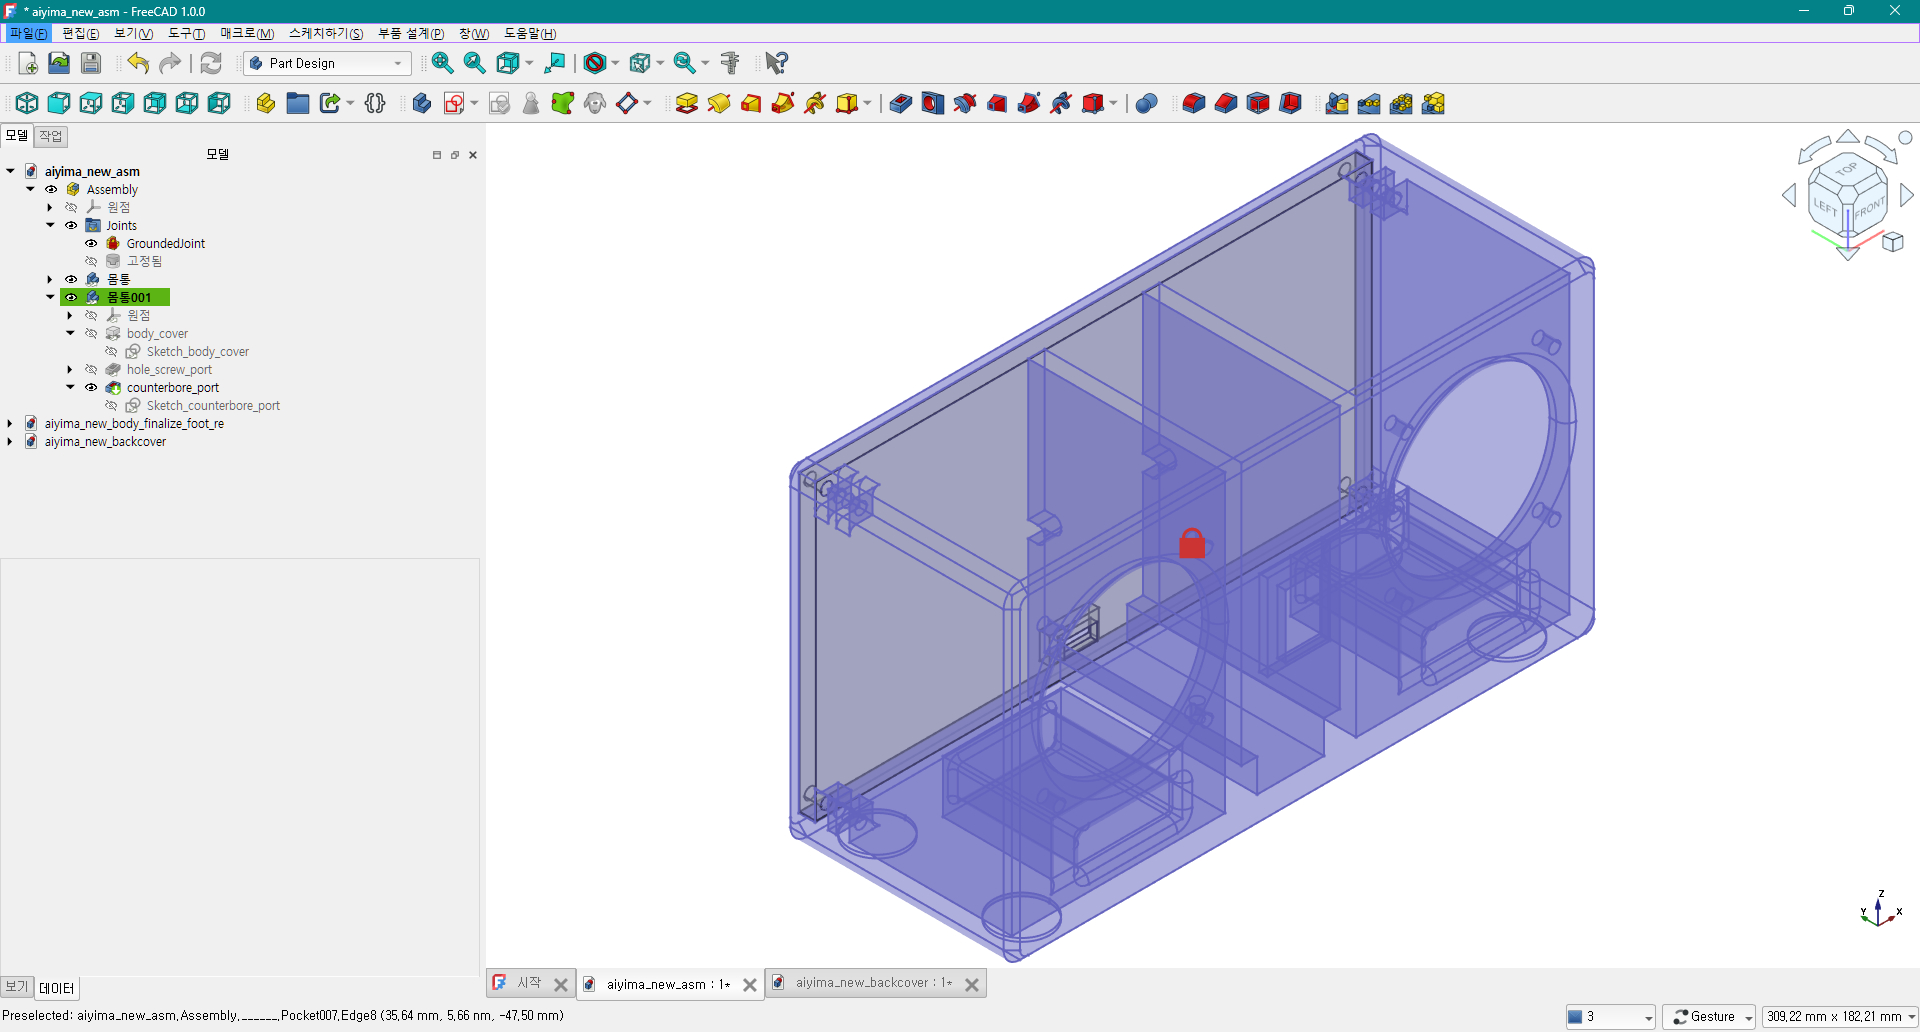 * aiyima_new_asm - FreeCAD 1.0.0
파일(F) 편집(E) 보기(V) 도구(T) 매크로(M) 스케치하기(S) 부품 설계(P) 창(W) 도움말(H)
Part Design
모델 작업
모델
aiyima_new_asm
Assembly
원점
Joints
GroundedJoint
고정됨
몸통
몸통001
원점
body_cover
Sketch_body_cover
hole_screw_port
counterbore_port
Sketch_counterbore_port
aiyima_new_body_finalize_foot_re
aiyima_new_backcover
TOP
LEFT FRONT
Z
Y X
보기 데이터
시작 aiyima_new_asm : 1* aiyima_new_backcover : 1*
Preselected: aiyima_new_asm.Assembly.______.Pocket007.Edge8 (35,64 mm, 5,66 nm, -47,50 mm)
3 Gesture 309,22 mm x 182,21 mm